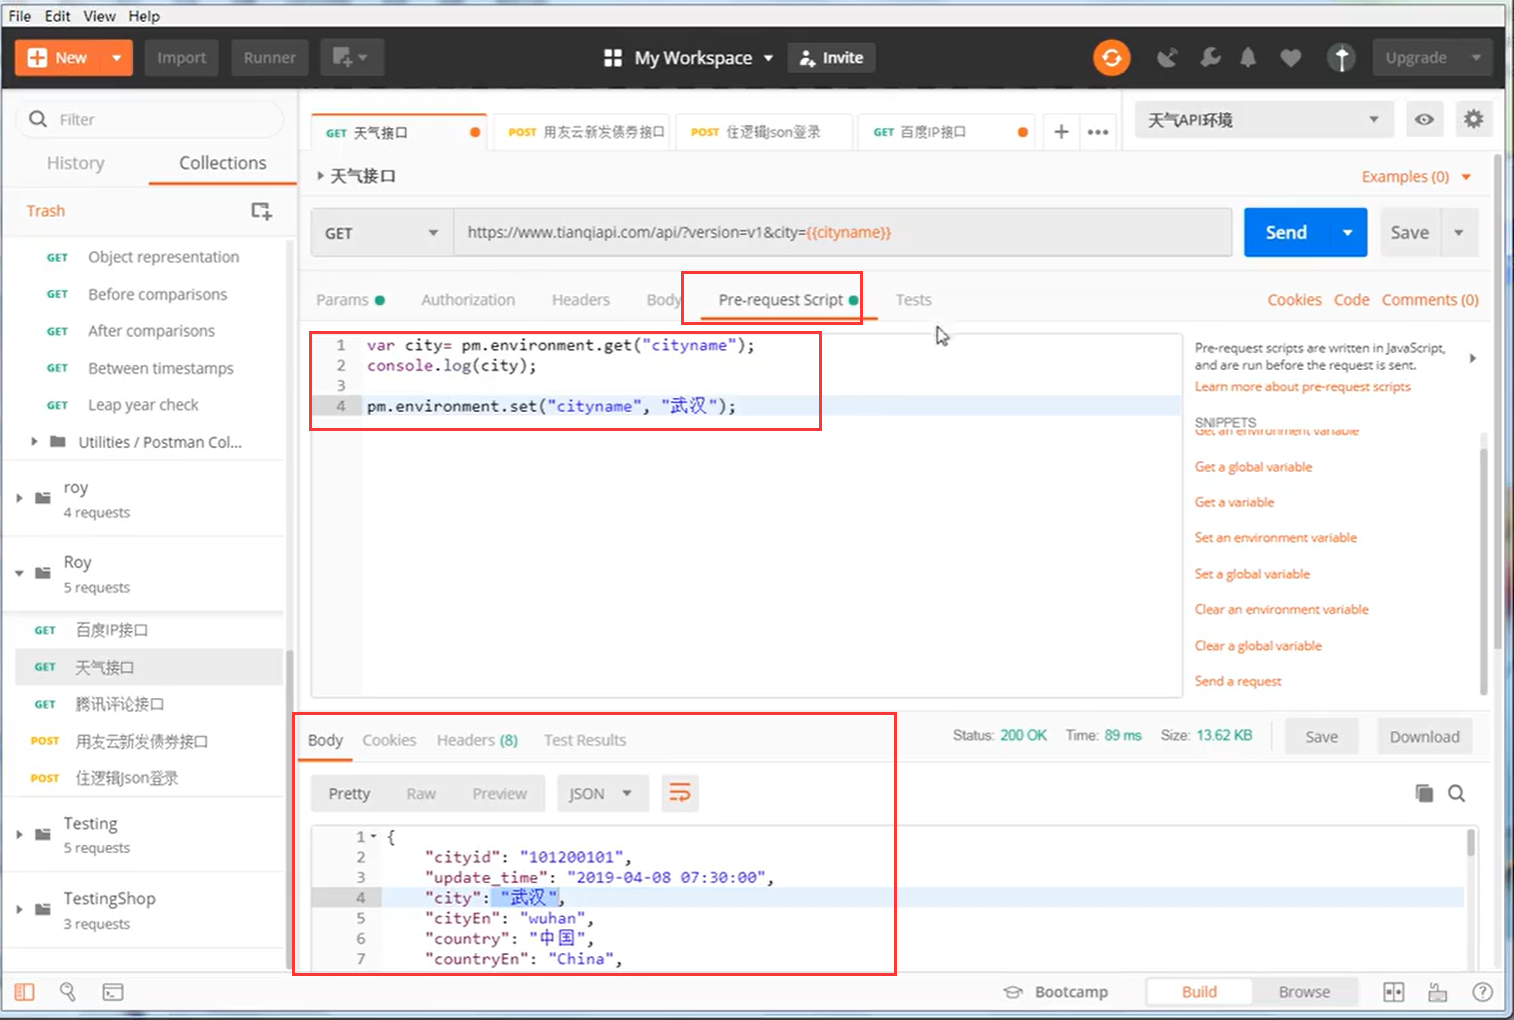 File Edit View Help
New Import Runner My Workspace Invite Upgrade
Filter
History Collections
Trash
GET Object representation
GET Before comparisons
GET After comparisons
GET Between timestamps
GET Leap year check
Utilities / Postman Col...
roy
4 requests
Roy
5 requests
GET 百度IP接口
GET 天气接口
GET 腾讯评论接口
POST 用友云新发债券接口
POST 住逻辑Json登录
Testing
5 requests
TestingShop
3 requests
GET 天气接口 POST 用友云新发债券接口 POST 住逻辑Json登录 GET 百度IP接口 天气API环境
天气接口 Examples (0)
GET https://www.tianqiapi.com/api/?version=v1&city={{cityname}} Send Save
Params Authorization Headers Body Pre-request Script Tests Cookies Code Comments (0)
1 var city= pm.environment.get("cityname");
2 console.log(city);
3
4 pm.environment.set("cityname", "武汉");
Pre-request scripts are written in JavaScript,
and are run before the request is sent.
Learn more about pre-request scripts
SNIPPETS
Get an environment variable
Get a global variable
Get a variable
Set an environment variable
Set a global variable
Clear an environment variable
Clear a global variable
Send a request
Body Cookies Headers (8) Test Results Status: 200 OK Time: 89 ms Size: 13.62 KB Save Download
Pretty Raw Preview JSON
1 {
2 "cityid": "101200101",
3 "update_time": "2019-04-08 07:30:00",
4 "city": "武汉",
5 "cityEn": "wuhan",
6 "country": "中国",
7 "countryEn": "China",
Bootcamp Build Browse